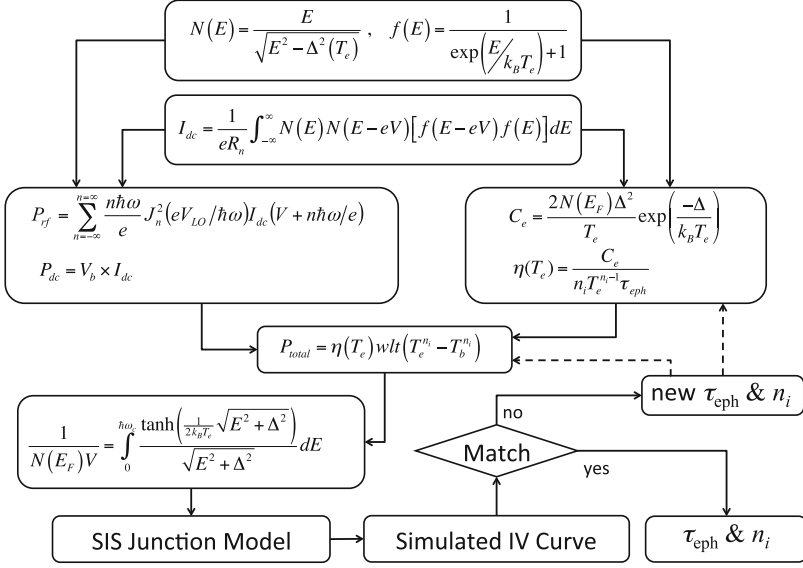 N(E) = E / √(E² − Δ²(T_e)) , f(E) = 1 / (exp(E/k_B T_e) + 1)
I_dc = 1/(eR_n) ∫_{−∞}^{∞} N(E)N(E − eV)[f(E − eV)f(E)]dE
P_rf = ∑_{n=−∞}^{n=∞} (nħω/e) J_n²(eV_LO/ħω) I_dc(V + nħω/e)
P_dc = V_b × I_dc
C_e = (2N(E_F)Δ² / T_e) exp(−Δ / k_B T_e)
η(T_e) = C_e / (n_i T_e^{n_i−1} τ_eph)
P_total = η(T_e)wlt(T_e^{n_i} − T_b^{n_i})
new τ_eph & n_i
no
1 / (N(E_F)V) = ∫_0^{ħω_c} (tanh((1/(2k_B T_e)) √(E² + Δ²)) / √(E² + Δ²)) dE
Match
yes
SIS Junction Model
Simulated IV Curve
τ_eph & n_i